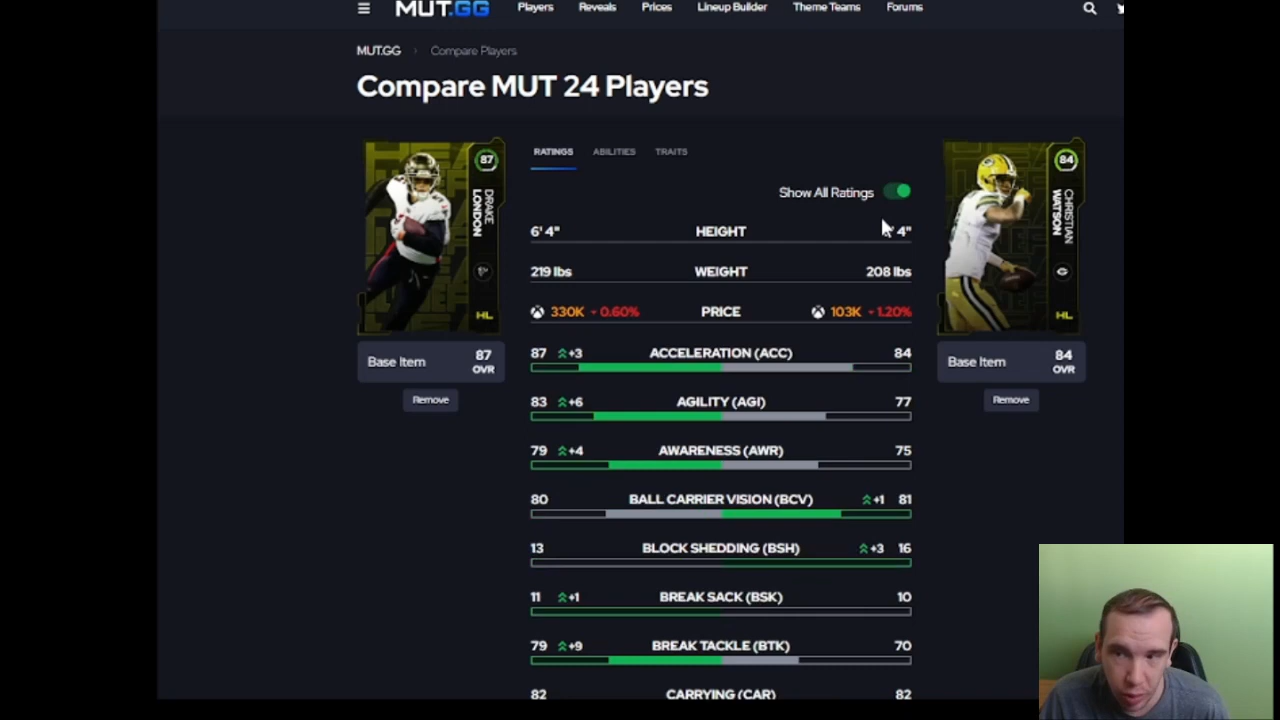 MUT.GG Players Reveals Prices Lineup Builder Theme Teams Forums
MUT.GG › Compare Players
Compare MUT 24 Players
87
DRAKE
LONDON
HL
Base Item 87
OVR
Remove
RATINGS ABILITIES TRAITS
Show All Ratings
6' 4" HEIGHT 4"
219 lbs WEIGHT 208 lbs
330K 0.60% PRICE 103K 1.20%
87 +3 ACCELERATION (ACC) 84
83 +6 AGILITY (AGI) 77
79 +4 AWARENESS (AWR) 75
80 BALL CARRIER VISION (BCV) +1 81
13 BLOCK SHEDDING (BSH) +3 16
11 +1 BREAK SACK (BSK) 10
79 +9 BREAK TACKLE (BTK) 70
82 CARRYING (CAR) 82
84
CHRISTIAN
WATSON
HL
Base Item 84
OVR
Remove